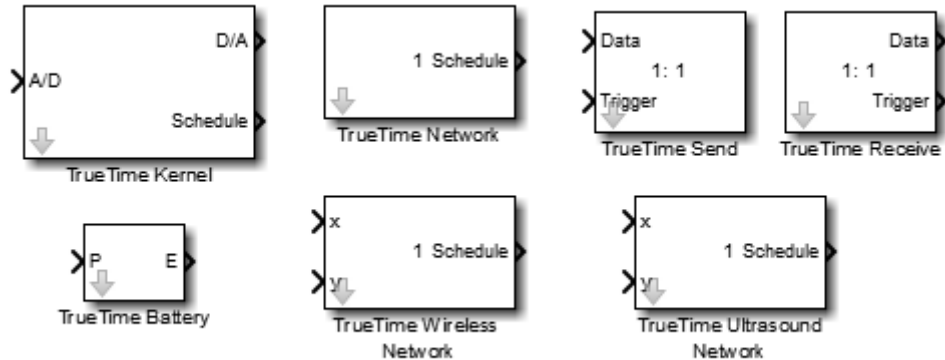 D/A
A/D
Schedule
TrueTime Kernel
1 Schedule
TrueTime Network
Data
1: 1
Trigger
TrueTime Send
Data
1: 1
Trigger
TrueTime Receive
P E
TrueTime Battery
x
1 Schedule
y
TrueTime Wireless
Network
x
1 Schedule
y
TrueTime Ultrasound
Network